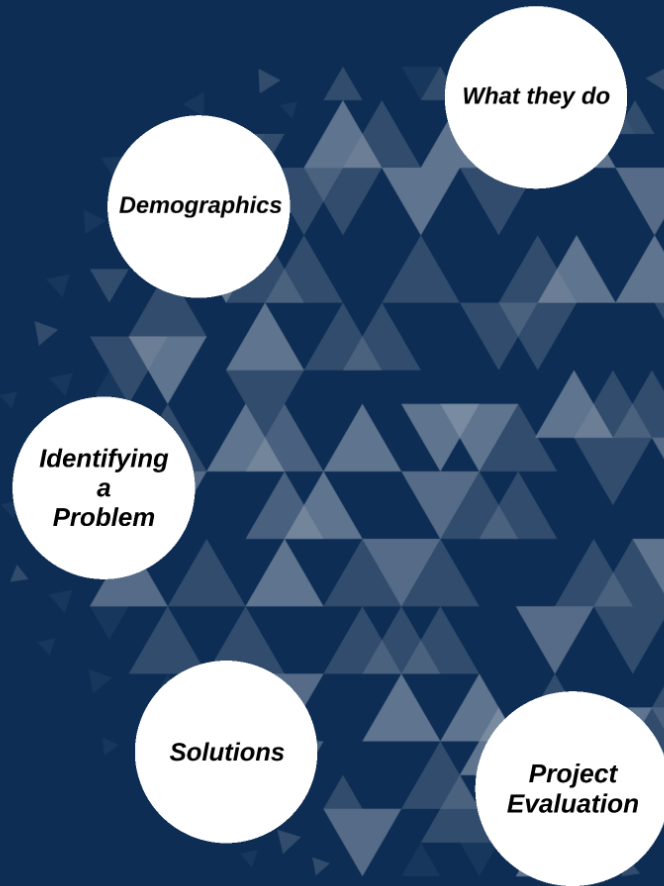 What they do
Demographics
Identifying
a
Problem
Solutions
Project
Evaluation